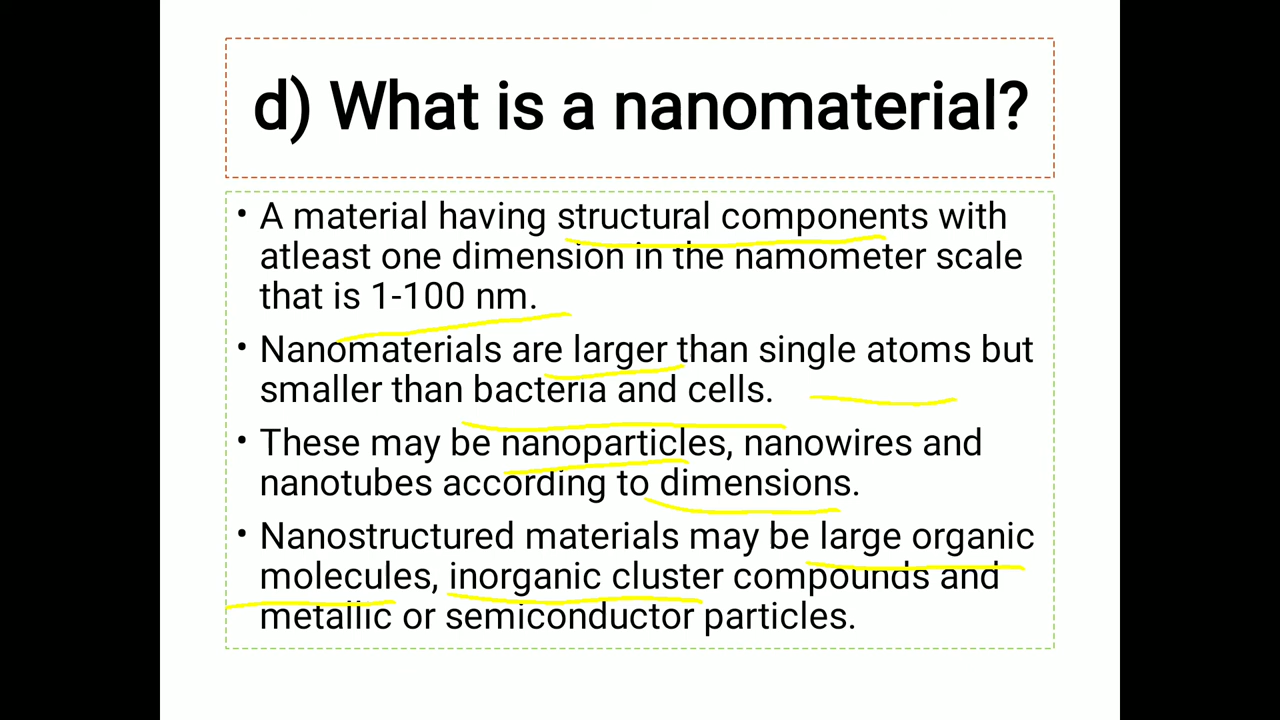 d) What is a nanomaterial?
• A material having structural components with
atleast one dimension in the namometer scale
that is 1-100 nm.
• Nanomaterials are larger than single atoms but
smaller than bacteria and cells.
• These may be nanoparticles, nanowires and
nanotubes according to dimensions.
• Nanostructured materials may be large organic
molecules, inorganic cluster compounds and
metallic or semiconductor particles.